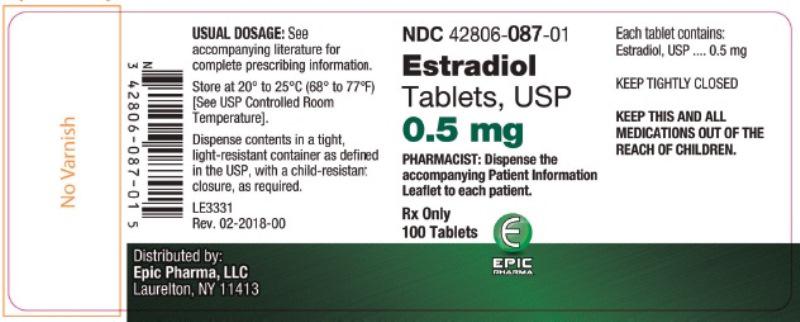 No Varnish
N
3 42806-087-01 5
USUAL DOSAGE: See
accompanying literature for
complete prescribing information.
Store at 20° to 25°C (68° to 77°F)
[See USP Controlled Room
Temperature].
Dispense contents in a tight,
light-resistant container as defined
in the USP, with a child-resistant
closure, as required.
LE3331
Rev. 02-2018-00
Distributed by:
Epic Pharma, LLC
Laurelton, NY 11413
NDC 42806-087-01
Estradiol
Tablets, USP
0.5 mg
PHARMACIST: Dispense the
accompanying Patient Information
Leaflet to each patient.
Rx Only
100 Tablets
E
EPIC
PHARMA
Each tablet contains:
Estradiol, USP .... 0.5 mg
KEEP TIGHTLY CLOSED
KEEP THIS AND ALL
MEDICATIONS OUT OF THE
REACH OF CHILDREN.